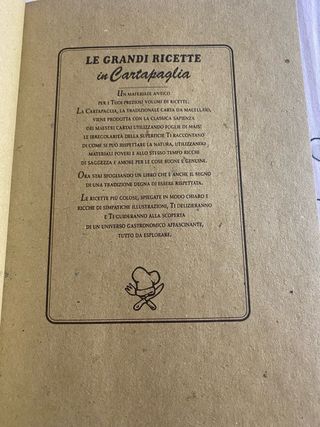 LE GRANDI RICETTE
in Cartapaglia
UN MATERIALE ANTICO
PER I TUOI PREZIOSI VOLUMI DI RICETTE.
LA CARTAPAGLIA, LA TRADIZIONALE CARTA DA MACELLAIO,
VIENE PRODOTTA CON LA CLASSICA SAPIENZA
DEI MAESTRI CARTAI UTILIZZANDO FOGLIE DI MAIS:
LE IRREGOLARITÀ DELLA SUPERFICIE TI RACCONTANO
DI COME SI PUÒ RISPETTARE LA NATURA, UTILIZZANDO
MATERIALI POVERI E ALLO STESSO TEMPO RICCHI
DI SAGGEZZA E AMORE PER LE COSE BUONE E GENUINE.
ORA STAI SFOGLIANDO UN LIBRO CHE È ANCHE IL SEGNO
DI UNA TRADIZIONE DEGNA DI ESSERE RISPETTATA.
LE RICETTE PIÙ GOLOSE, SPIEGATE IN MODO CHIARO E
RICCHE DI SIMPATICHE ILLUSTRAZIONI, TI DELIZIERANNO
E TI GUIDERANNO ALLA SCOPERTA
DI UN UNIVERSO GASTRONOMICO AFFASCINANTE,
TUTTO DA ESPLORARE.